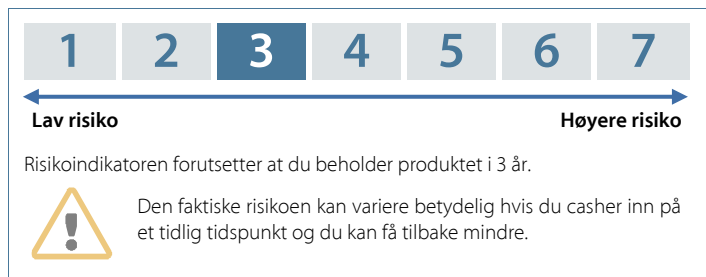 1 2 3 4 5 6 7
Lav risiko Høyere risiko
Risikoindikatoren forutsetter at du beholder produktet i 3 år.
Den faktiske risikoen kan variere betydelig hvis du casher inn på
et tidlig tidspunkt og du kan få tilbake mindre.